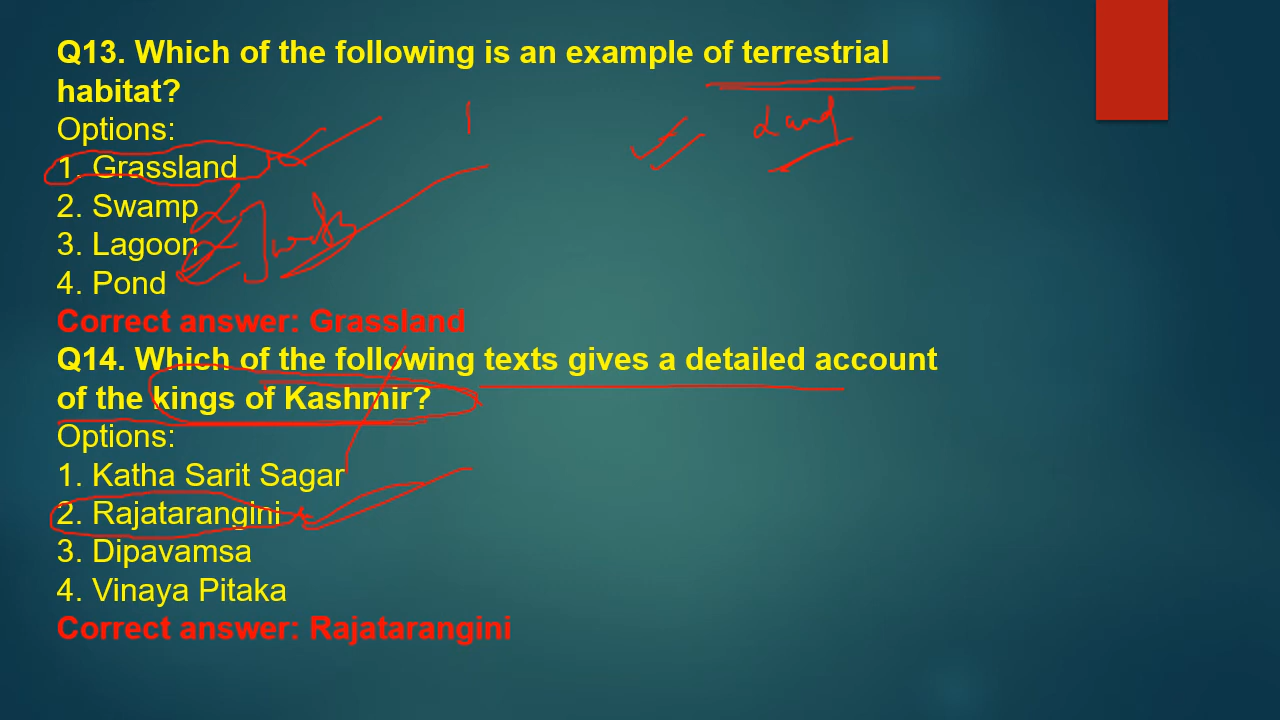 Q13. Which of the following is an example of terrestrial
habitat?
Land
Options:
1. Grassland
2. Swamp
3. Lagoon
4. Pond
Correct answer: Grassland
Q14. Which of the following texts gives a detailed account
of the kings of Kashmir?
Options:
1. Katha Sarit Sagar
2. Rajatarangini
3. Dipavamsa
4. Vinaya Pitaka
Correct answer: Rajatarangini